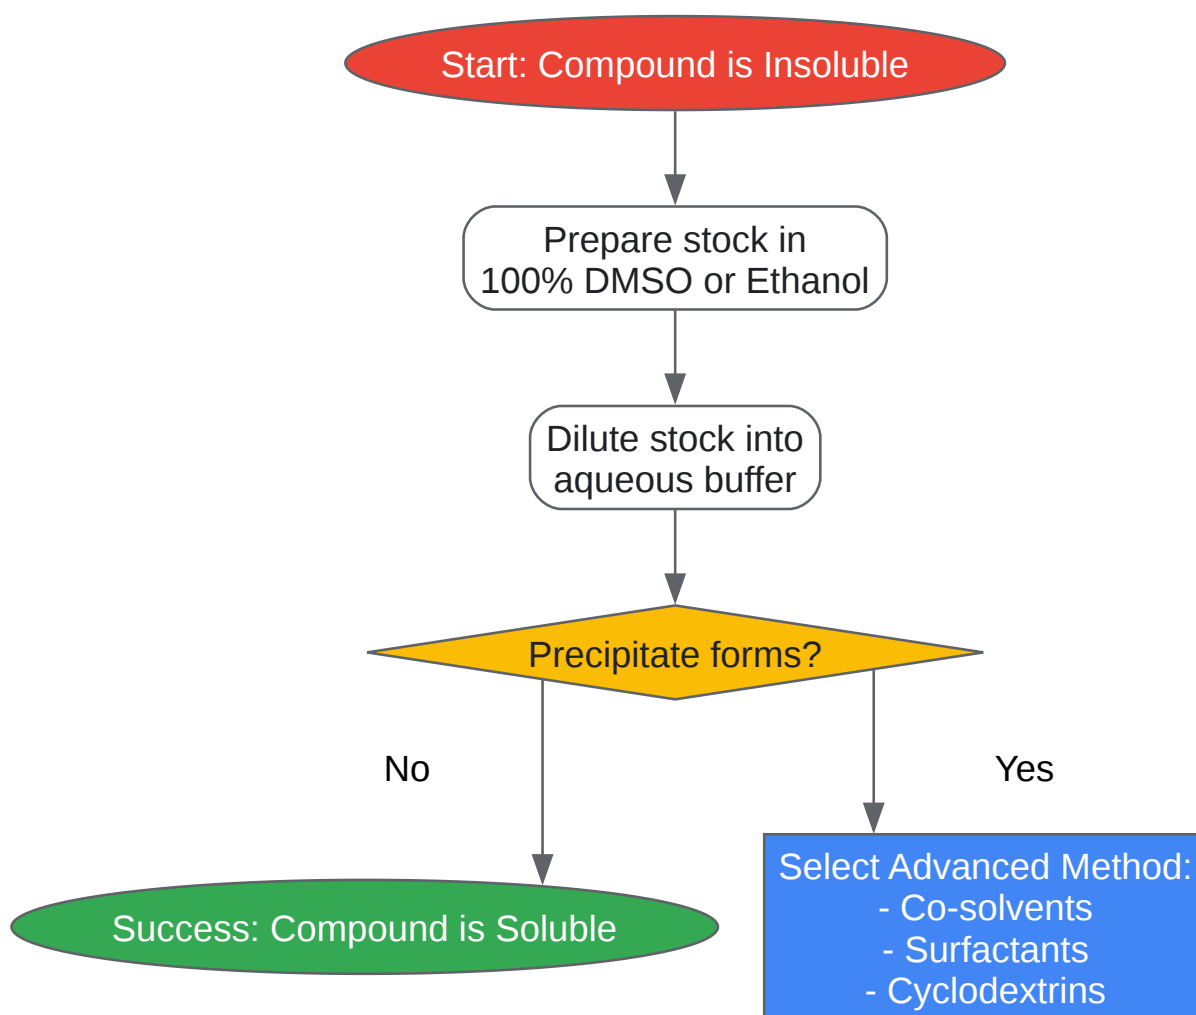 Start: Compound is Insoluble
Prepare stock in
100% DMSO or Ethanol
Dilute stock into
aqueous buffer
Precipitate forms?
No
Yes
Select Advanced Method:
- Co-solvents
- Surfactants
- Cyclodextrins
Success: Compound is Soluble